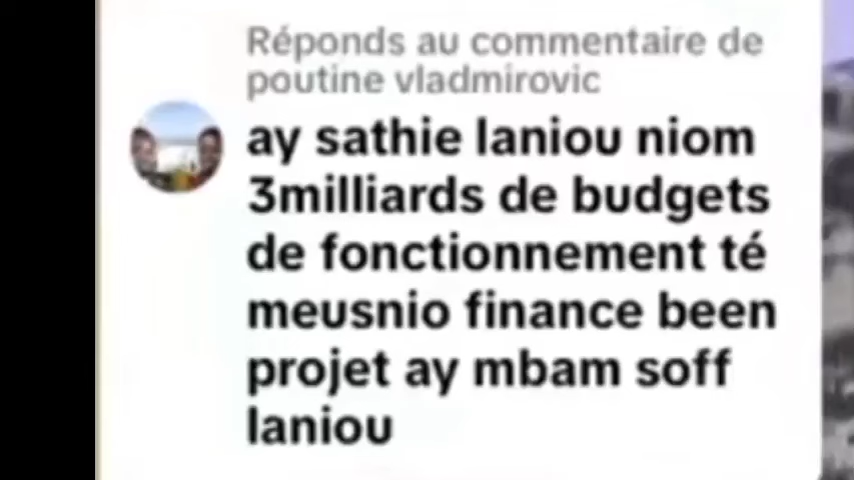 Réponds au commentaire de
poutine vladmirovic
ay sathie laniou niom
3milliards de budgets
de fonctionnement té
meusnio finance been
projet ay mbam soff
laniou